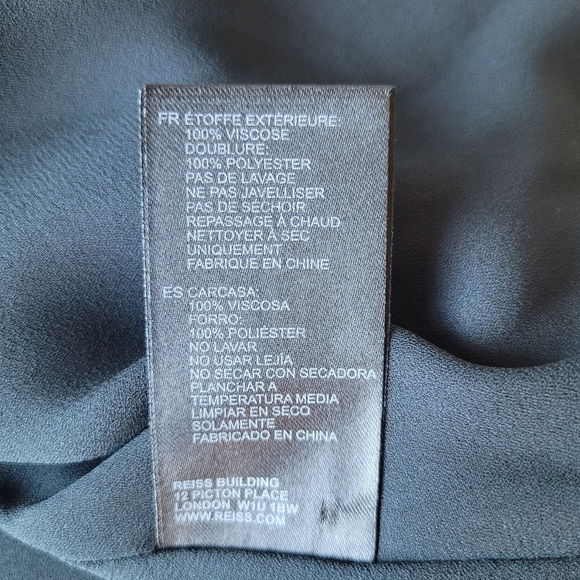 FR ÉTOFFE EXTÉRIEURE:
100% VISCOSE
DOUBLURE:
100% POLYESTER
PAS DE LAVAGE
NE PAS JAVELLISER
PAS DE SÉCHOIR
REPASSAGE À CHAUD
NETTOYER À SEC
UNIQUEMENT
FABRIQUE EN CHINE
ES CARCASA:
100% VISCOSA
FORRO:
100% POLIÉSTER
NO LAVAR
NO USAR LEJÍA
NO SECAR CON SECADORA
PLANCHAR A
TEMPERATURA MEDIA
LIMPIAR EN SECO
SOLAMENTE
FABRICADO EN CHINA
REISS BUILDING
12 PICTON PLACE
LONDON W1U 1BW
WWW.REISS.COM